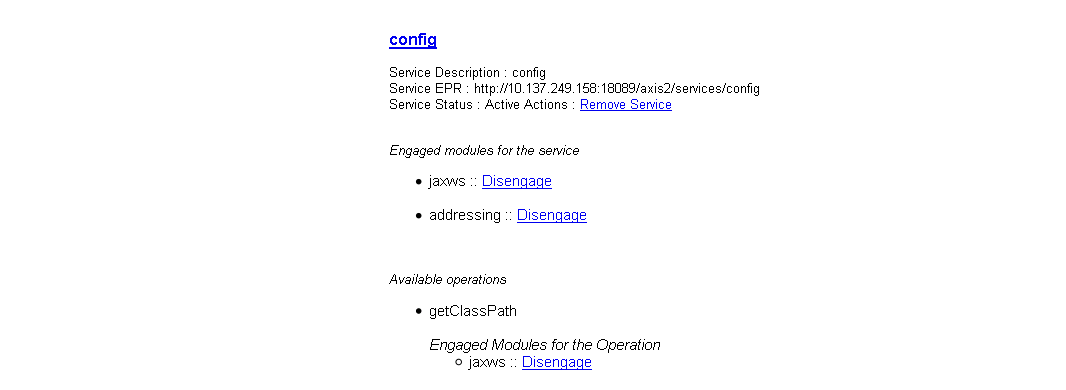 config
Service Description : config
Service EPR : http://10.137.249.158:18089/axis2/services/config
Service Status : Active Actions : Remove Service
Engaged modules for the service
jaxws :: Disengage
addressing :: Disengage
Available operations
getClassPath
Engaged Modules for the Operation
jaxws :: Disengage